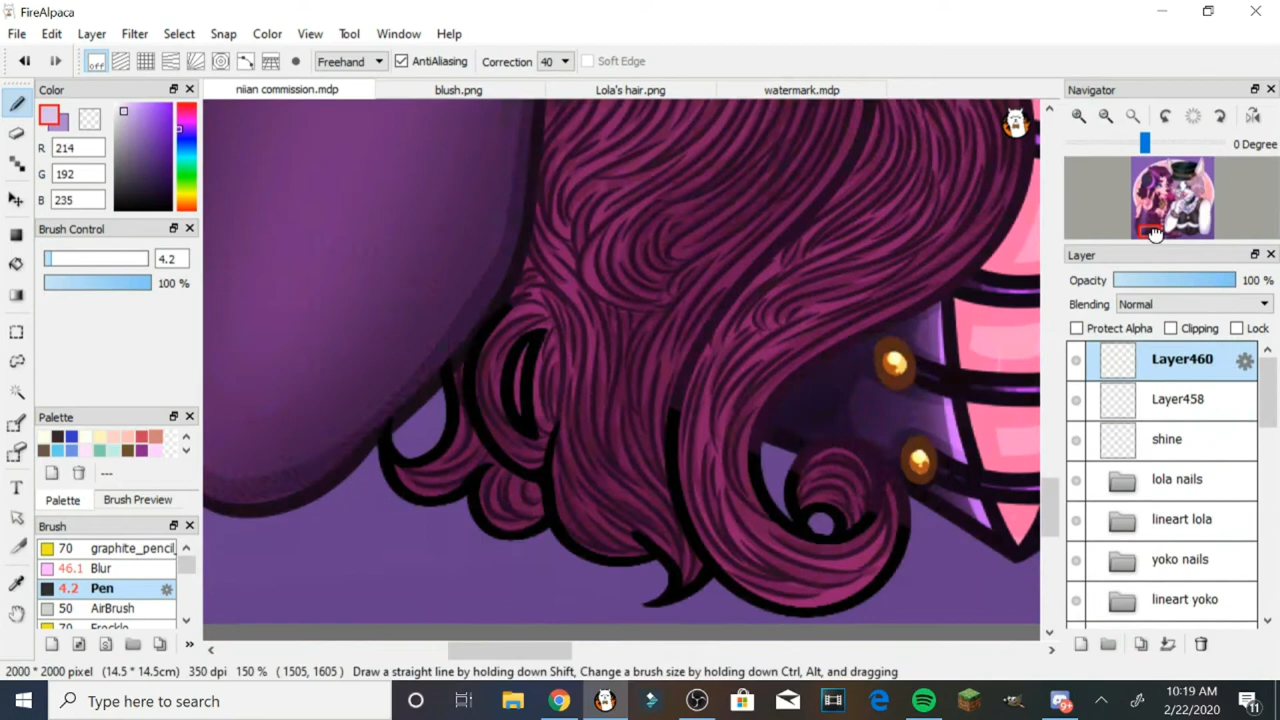 FireAlpaca
File Edit Layer Filter Select Snap Color View Tool Window Help
off Freehand AntiAliasing Correction 40 Soft Edge
Color niian commission.mdp blush.png Lola's hair.png watermark.mdp Navigator
R 214
G 192
B 235
0 Degree
Brush Control
4.2
100 %
Layer
Opacity 100 %
Blending Normal
Protect Alpha Clipping Lock
Layer460
Layer458
shine
lola nails
lineart lola
yoko nails
lineart yoko
Palette
---
Palette Brush Preview
Brush
70 graphite_pencil_
46.1 Blur
4.2 Pen
50 AirBrush
2000 * 2000 pixel (14.5 * 14.5cm) 350 dpi 150 % ( 1505, 1605 ) Draw a straight line by holding down Shift, Change a brush size by holding down Ctrl, Alt, and dragging
Type here to search
10:19 AM
2/22/2020
11